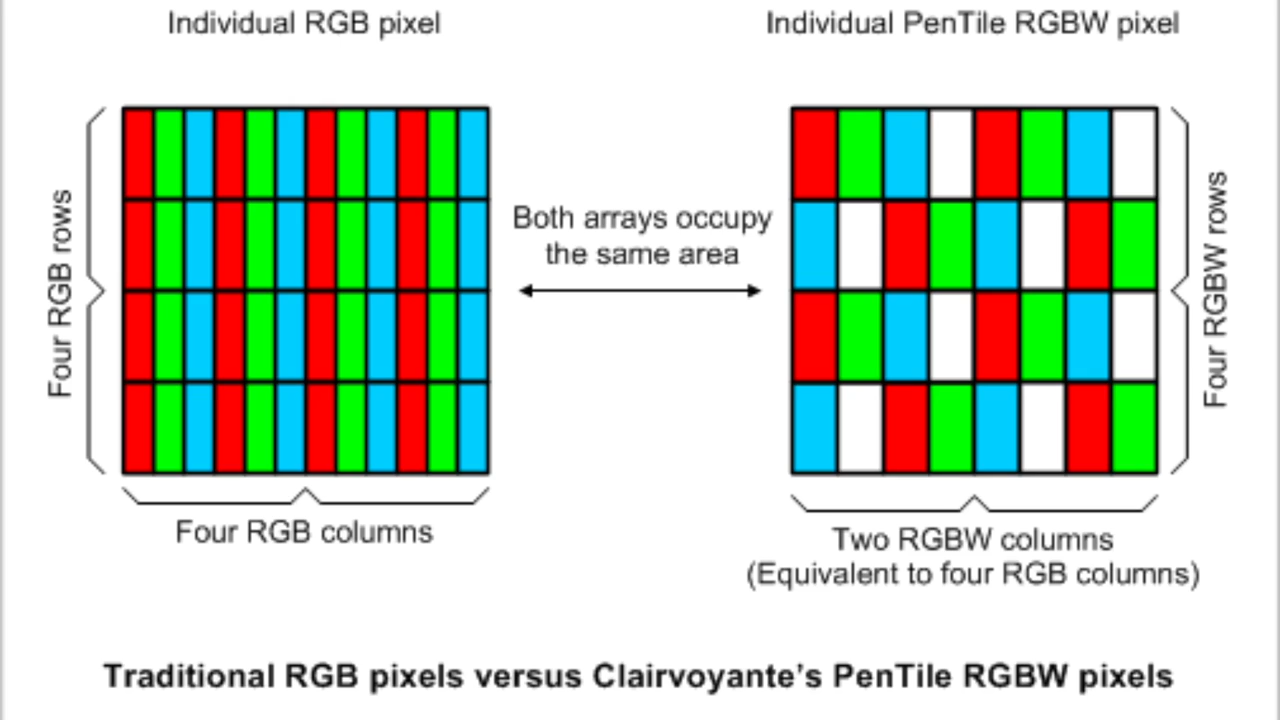 Individual RGB pixel
Individual PenTile RGBW pixel
Four RGB rows
Both arrays occupy
the same area
Four RGBW rows
Four RGB columns
Two RGBW columns
(Equivalent to four RGB columns)
Traditional RGB pixels versus Clairvoyante’s PenTile RGBW pixels